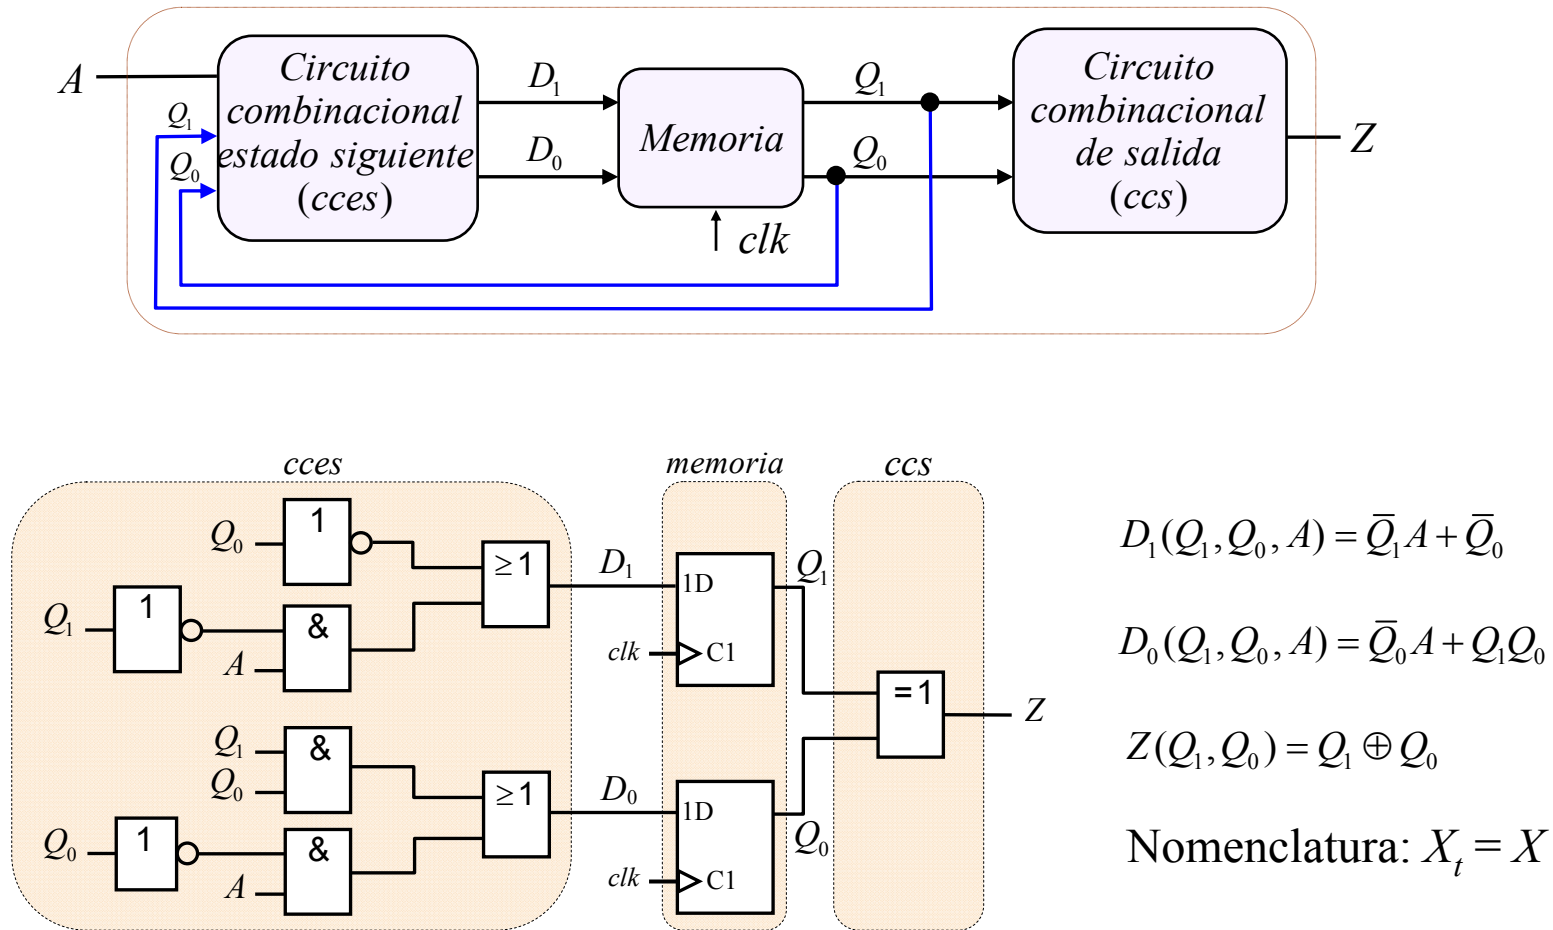 A
Circuito
combinacional
estado siguiente
(cces)
Q₁
Q₀
D₁
D₀
Memoria
clk
Q₁
Q₀
Circuito
combinacional
de salida
(ccs)
Z
cces
memoria
ccs
Q₀
1
Q₁
1
&
A
≥1
D₁
1D
clk
C1
Q₁
Q₁
Q₀
&
Q₀
1
&
A
≥1
D₀
1D
clk
C1
Q₀
=1
Z
D₁(Q₁,Q₀,A) = Q̅₁A + Q̅₀
D₀(Q₁,Q₀,A) = Q̅₀A + Q₁Q₀
Z(Q₁,Q₀) = Q₁ ⊕ Q₀
Nomenclatura: Xₜ = X